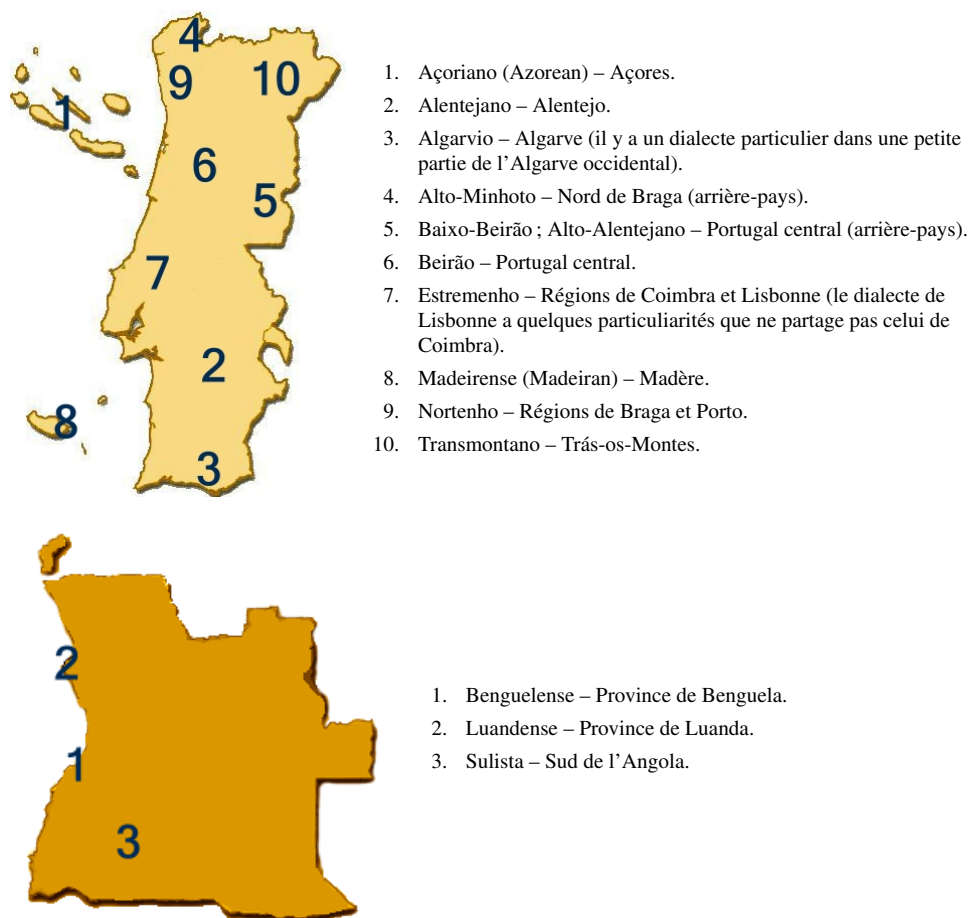 4
9
10
1
6
5
7
2
8
3
1. Açoriano (Azorean) – Açores.
2. Alentejano – Alentejo.
3. Algarvio – Algarve (il y a un dialecte particulier dans une petite
partie de l’Algarve occidental).
4. Alto-Minhoto – Nord de Braga (arrière-pays).
5. Baixo-Beirão ; Alto-Alentejano – Portugal central (arrière-pays).
6. Beirão – Portugal central.
7. Estremenho – Régions de Coimbra et Lisbonne (le dialecte de
Lisbonne a quelques particuliarités que ne partage pas celui de
Coimbra).
8. Madeirense (Madeiran) – Madère.
9. Nortenho – Régions de Braga et Porto.
10. Transmontano – Trás-os-Montes.
2
1
3
1. Benguelense – Province de Benguela.
2. Luandense – Province de Luanda.
3. Sulista – Sud de l’Angola.